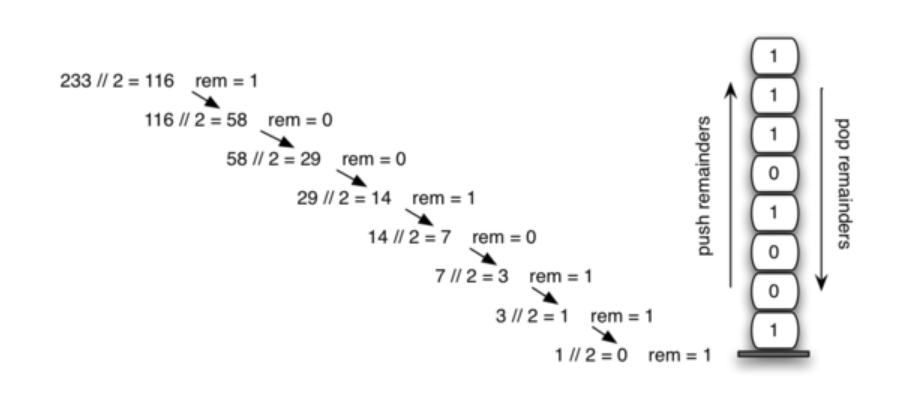 233 // 2 = 116 rem = 1
116 // 2 = 58 rem = 0
58 // 2 = 29 rem = 0
29 // 2 = 14 rem = 1
14 // 2 = 7 rem = 0
7 // 2 = 3 rem = 1
3 // 2 = 1 rem = 1
1 // 2 = 0 rem = 1
push remainders
1
1
1
0
1
0
0
1
pop remainders